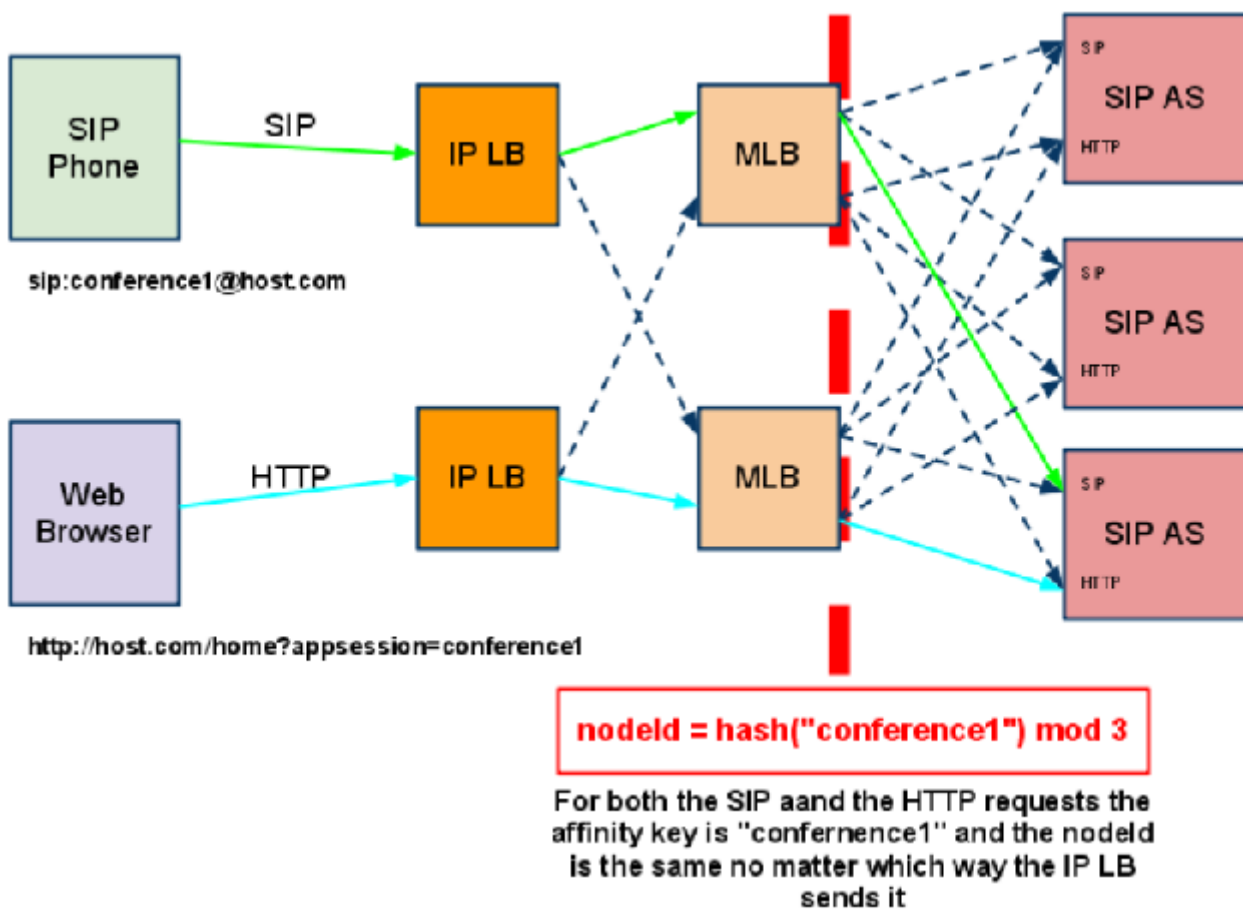 SIP
Phone
SIP
IP LB
MLB
SIP
SIP AS
HTTP
sip:conference1@host.com
SIP
SIP AS
HTTP
Web
Browser
HTTP
IP LB
MLB
SIP
SIP AS
HTTP
http://host.com/home?appsession=conference1
nodeId = hash("conference1") mod 3
For both the SIP aand the HTTP requests the
affinity key is "confernence1" and the nodeId
is the same no matter which way the IP LB
sends it